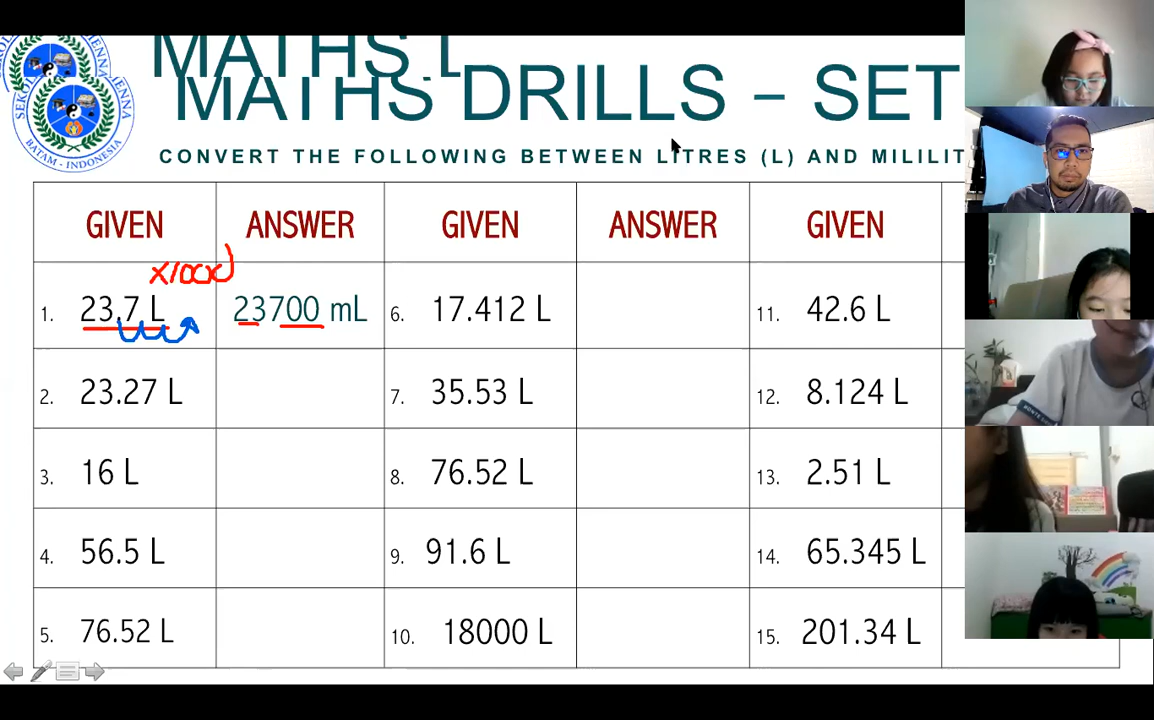 MATHS
MATHS DRILLS – SET
CONVERT THE FOLLOWING BETWEEN LITRES (L) AND MILILIT
BATAM - INDONESIA
GIVEN ANSWER GIVEN ANSWER GIVEN
x1000
1. 23.7 L 23700 mL 6. 17.412 L 11. 42.6 L
2. 23.27 L 7. 35.53 L 12. 8.124 L
3. 16 L 8. 76.52 L 13. 2.51 L
4. 56.5 L 9. 91.6 L 14. 65.345 L
5. 76.52 L 10. 18000 L 15. 201.34 L